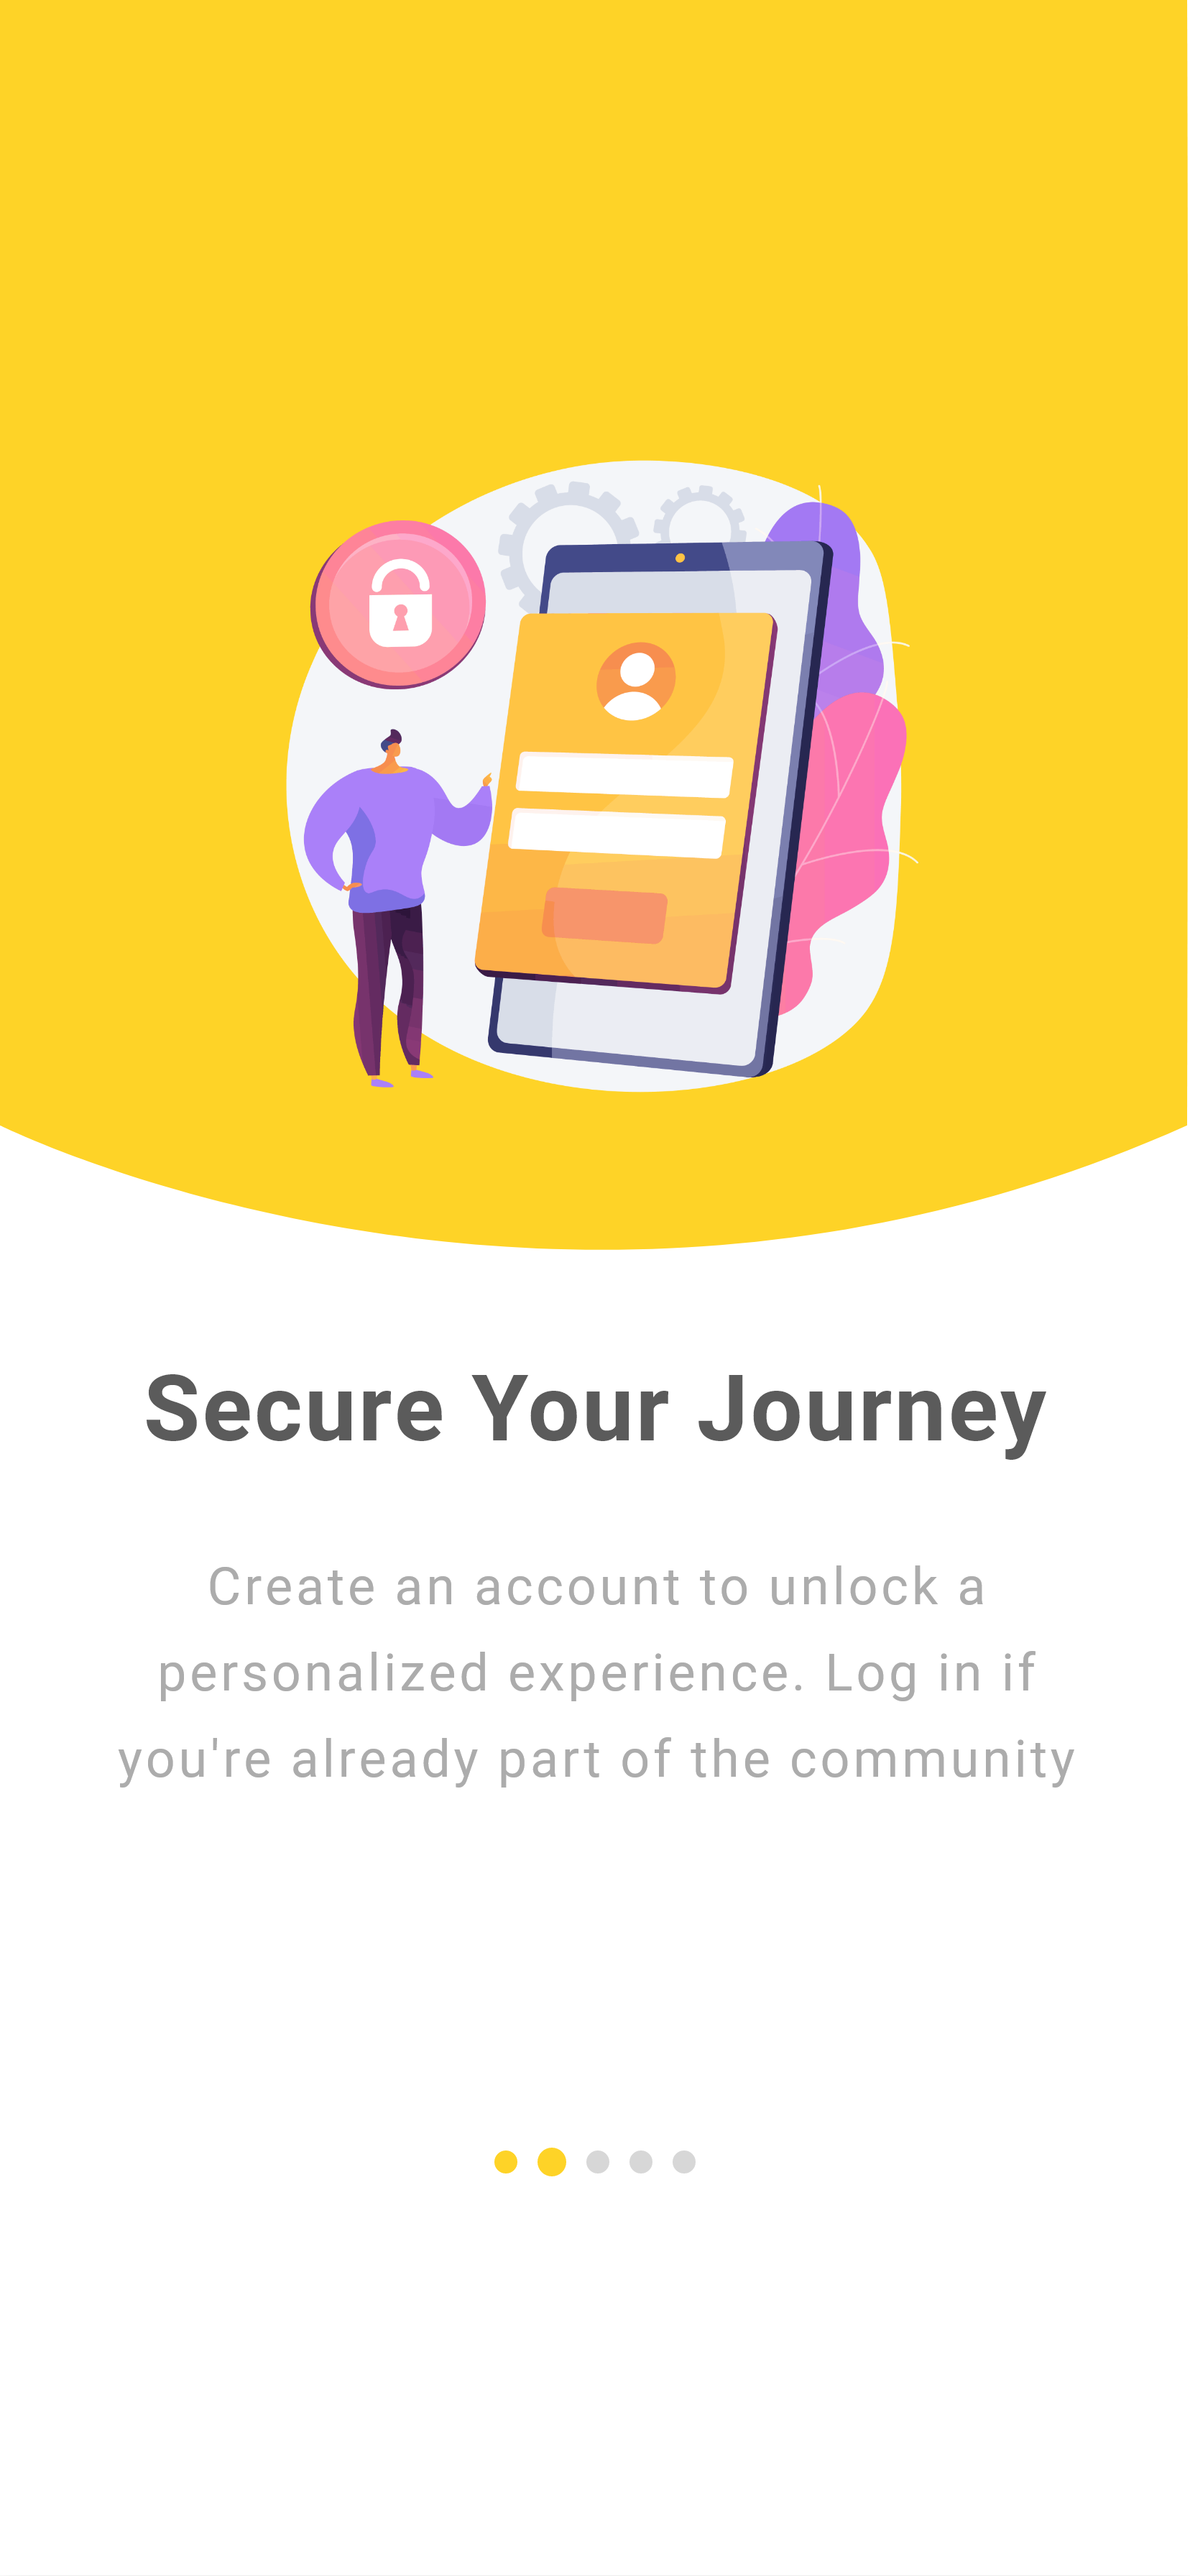 Secure Your Journey
Create an account to unlock a
personalized experience. Log in if
you're already part of the community